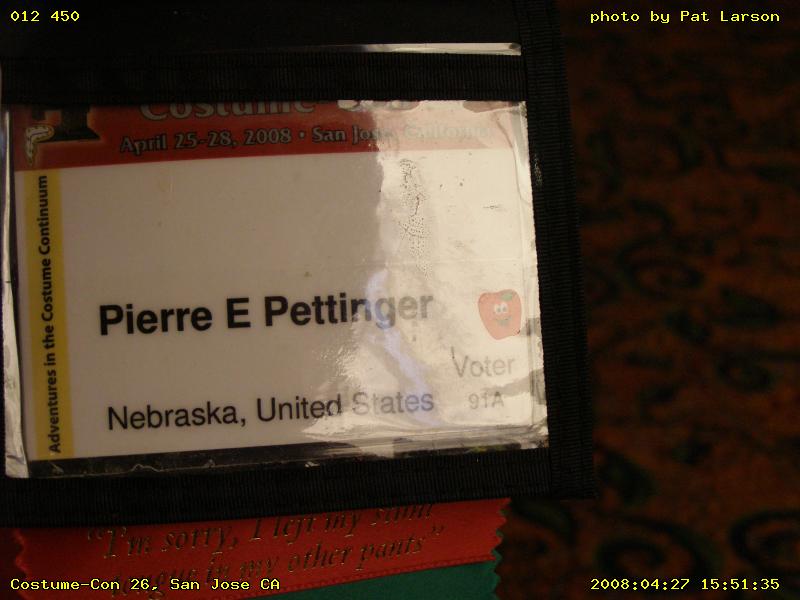 012 450
photo by Pat Larson
Costume
April 25-28, 2008 • San Jose, California
Adventures in the Costume Continuum
Pierre E Pettinger
Voter
Nebraska, United States
91A
"I'm sorry, I left my
in my other pants"
Costume-Con 26, San Jose CA
2008:04:27 15:51:35